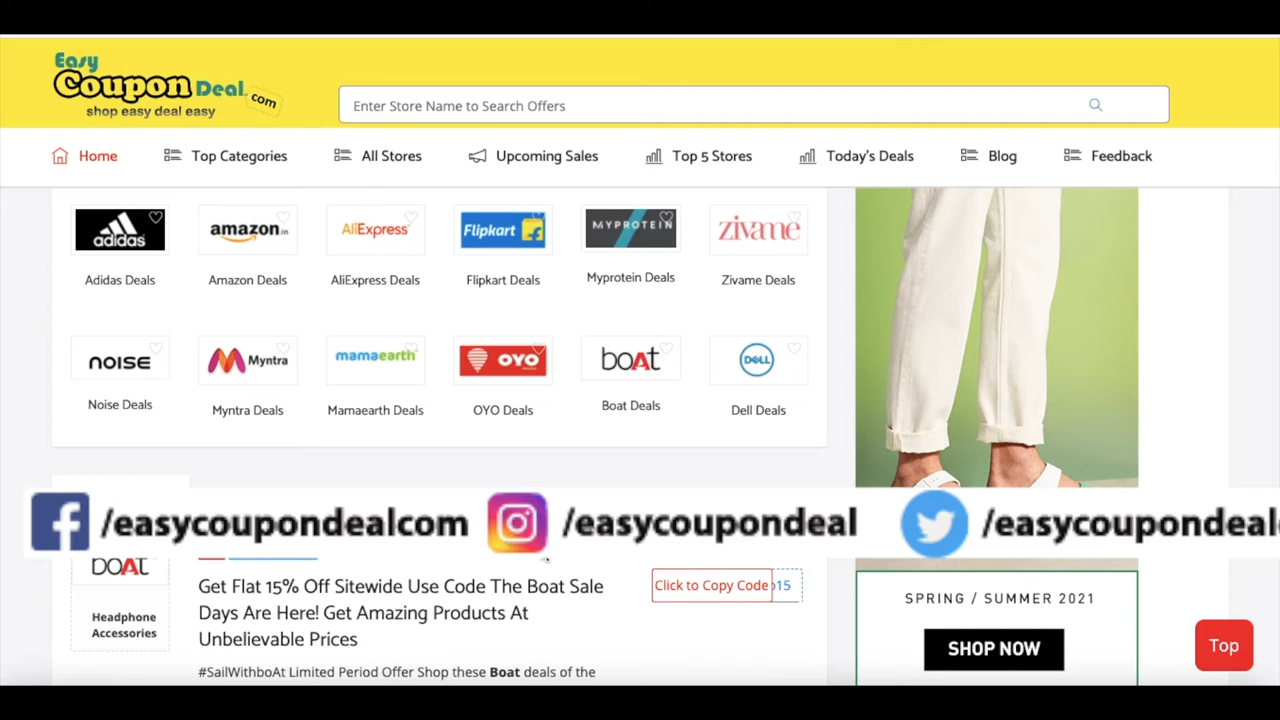 Easy
Coupon Deal.com
shop easy deal easy
Enter Store Name to Search Offers
Home
Top Categories
All Stores
Upcoming Sales
Top 5 Stores
Today's Deals
Blog
Feedback
adidas
amazon.in
AliExpress
Flipkart
MYPROTEIN
zivame
Adidas Deals
Amazon Deals
AliExpress Deals
Flipkart Deals
Myprotein Deals
Zivame Deals
NOISE
Myntra
mamaearth
OYO
boAt
DELL
Noise Deals
Myntra Deals
Mamaearth Deals
OYO Deals
Boat Deals
Dell Deals
/easycoupondealcom
/easycoupondeal
/easycoupondeal
boAt
Headphone
Accessories
Get Flat 15% Off Sitewide Use Code The Boat Sale
Days Are Here! Get Amazing Products At
Unbelievable Prices
#SailWithboAt Limited Period Offer Shop these Boat deals of the
Click to Copy Code
15
SPRING / SUMMER 2021
SHOP NOW
Top